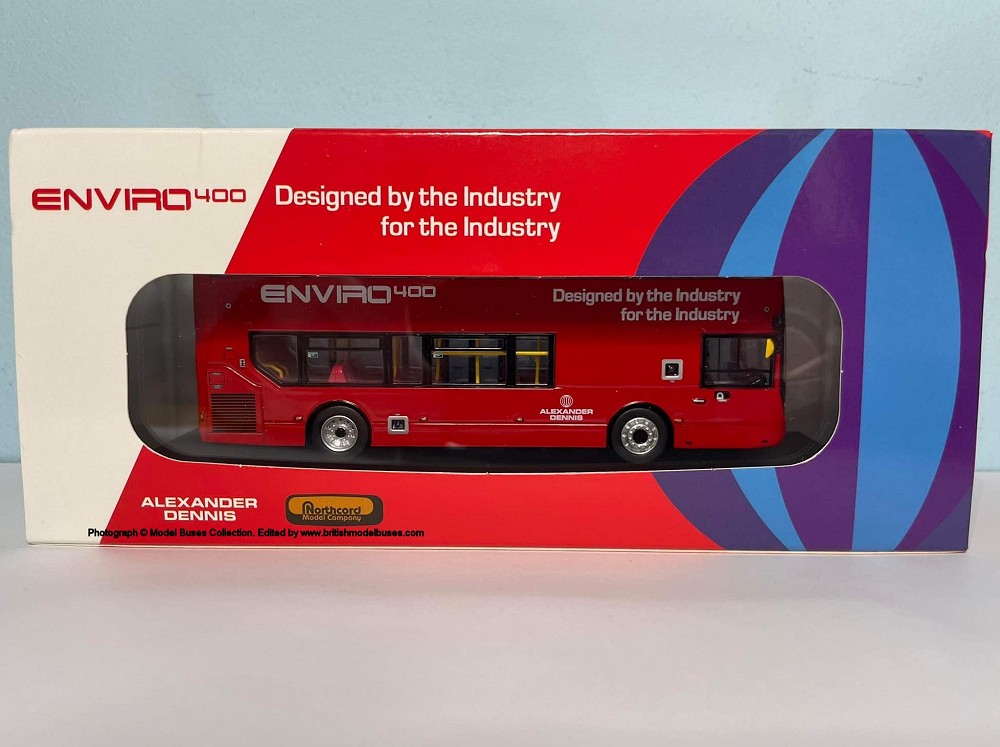 ENVIRO400
Designed by the Industry
for the Industry
ENVIRO400
Designed by the Industry
for the Industry
ALEXANDER
DENNIS
ALEXANDER
DENNIS
Northcord
Model Company
Photograph © Model Buses Collection. Edited by www.britishmodelbuses.com